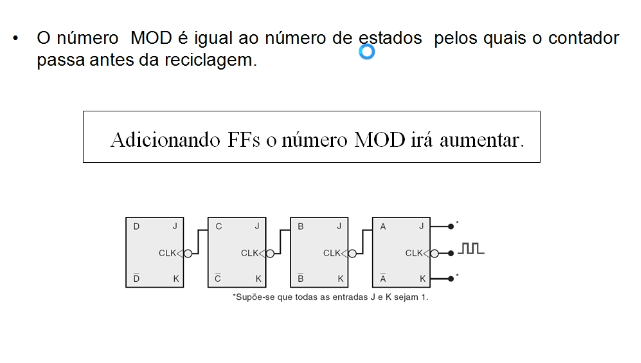 • O número MOD é igual ao número de estados pelos quais o contador
passa antes da reciclagem.
Adicionando FFs o número MOD irá aumentar.
D J C J B J A J *
CLK CLK CLK CLK
D̅ K C̅ K B̅ K A̅ K *
*Supõe-se que todas as entradas J e K sejam 1.